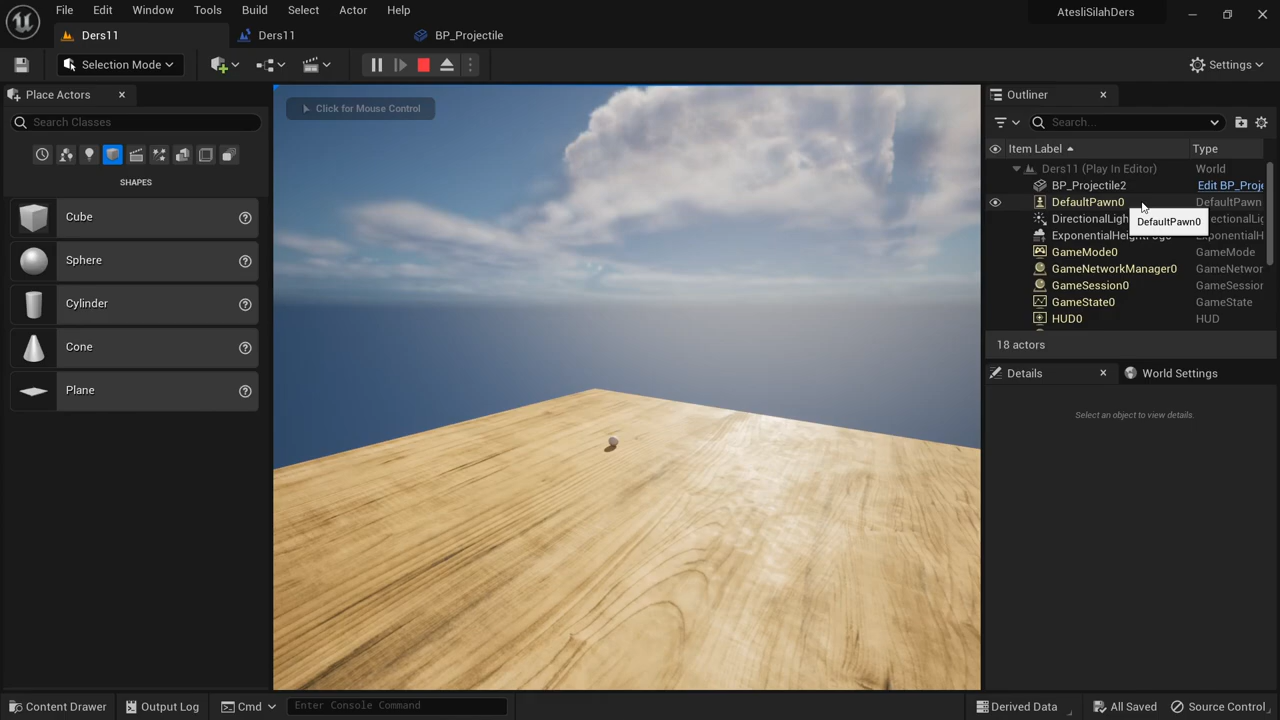 File Edit Window Tools Build Select Actor Help
AtesliSilahDers
Ders11
Ders11
BP_Projectile
Selection Mode
Settings
Place Actors
Search Classes
SHAPES
Cube
Sphere
Cylinder
Cone
Plane
Click for Mouse Control
Outliner
Search...
Item Label Type
Ders11 (Play In Editor) World
BP_Projectile2 Edit BP_Proje
DefaultPawn0 DefaultPawn
DirectionalLigh DirectionalLig
DefaultPawn0
ExponentialHeightFog0 ExponentialH
GameMode0 GameMode
GameNetworkManager0 GameNetwor
GameSession0 GameSession
GameState0 GameState
HUD0 HUD
18 actors
Details
World Settings
Select an object to view details.
Content Drawer
Output Log
Cmd
Enter Console Command
Derived Data
All Saved
Source Control